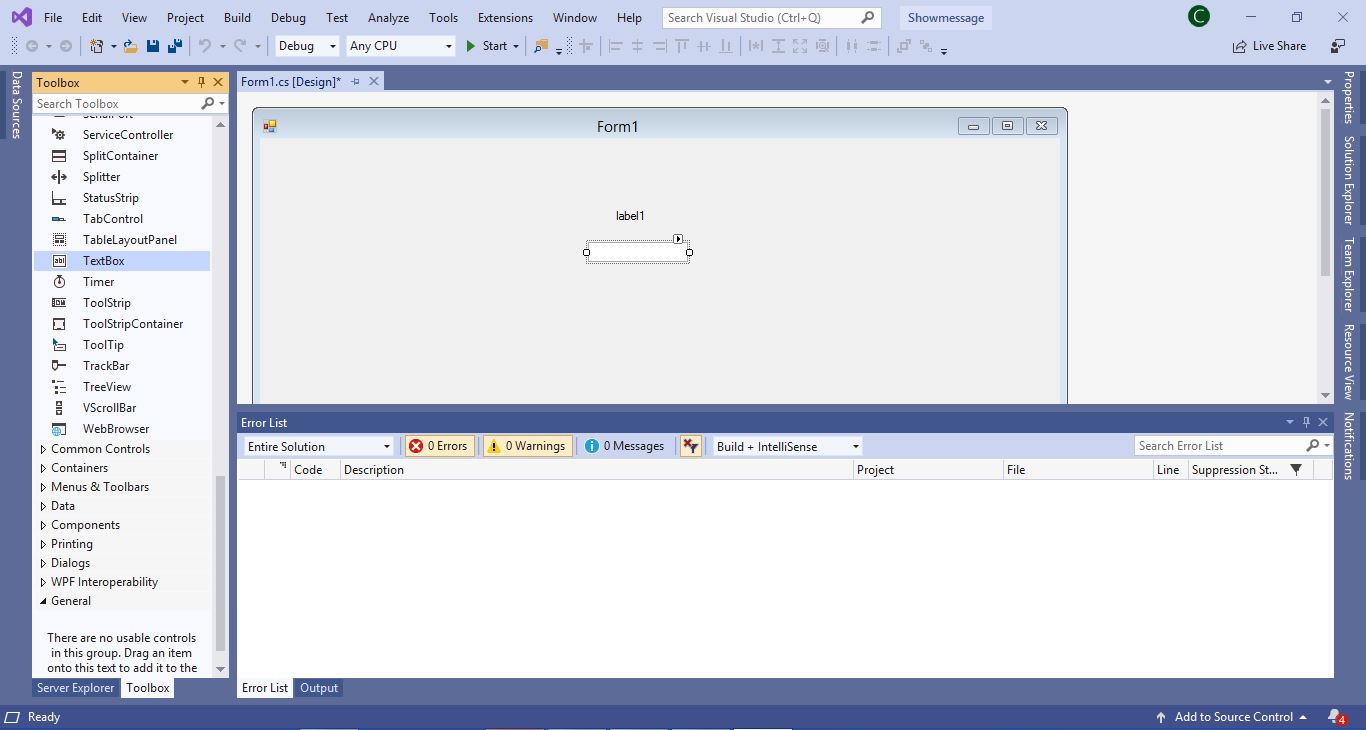 File Edit View Project Build Debug Test Analyze Tools Extensions Window Help Search Visual Studio (Ctrl+Q) Showmessage C
Debug Any CPU Start Live Share
Data Sources
Toolbox
Search Toolbox
SerialPort
ServiceController
SplitContainer
Splitter
StatusStrip
TabControl
TableLayoutPanel
TextBox
Timer
ToolStrip
ToolStripContainer
ToolTip
TrackBar
TreeView
VScrollBar
WebBrowser
Common Controls
Containers
Menus & Toolbars
Data
Components
Printing
Dialogs
WPF Interoperability
General
There are no usable controls
in this group. Drag an item
onto this text to add it to the
Server Explorer Toolbox
Form1.cs [Design]*
Form1
label1
Error List
Entire Solution 0 Errors 0 Warnings 0 Messages Build + IntelliSense Search Error List
Code Description Project File Line Suppression St...
Error List Output
Properties
Solution Explorer
Team Explorer
Resource View
Notifications
Ready Add to Source Control 4